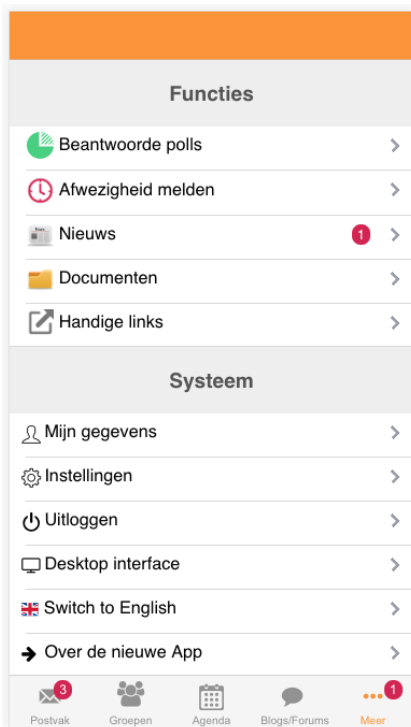 Functies
Beantwoorde polls
Afwezigheid melden
Nieuws 1
Documenten
Handige links
Systeem
Mijn gegevens
Instellingen
Uitloggen
Desktop interface
Switch to English
Over de nieuwe App
3 1
Postvak Groepen Agenda Blogs/Forums Meer